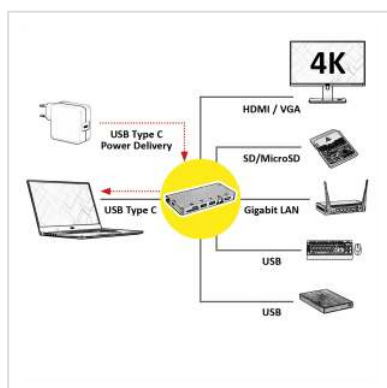 4K
HDMI / VGA
USB Type C
Power Delivery
SD/MicroSD
USB Type C
Gigabit LAN
USB
USB